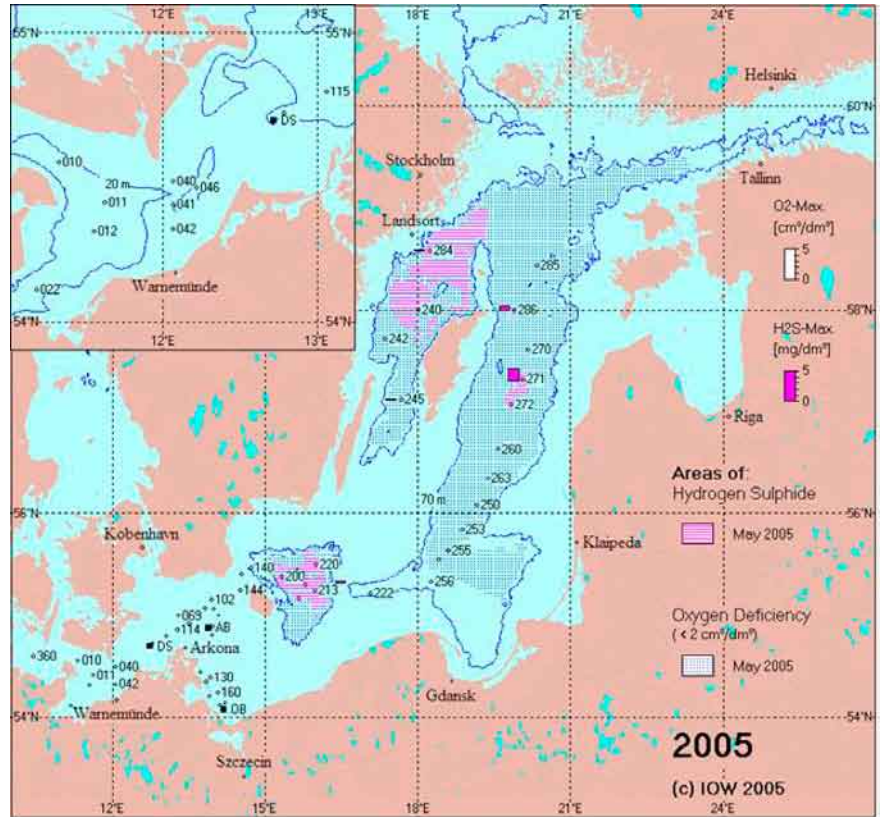 12°E
13°E
55°N
55°N
115
DS
010
20 m
040
046
011
041
012
042
022
Warnemünde
54°N
54°N
12°E
13°E
18°E
21°E
24°E
Helsinki
60°N
Stockholm
Tallinn
Landsort
O2-Max.
[cm³/dm³]
5
0
284
285
240
286
58°N
H2S-Max.
[mg/dm³]
5
0
242
270
271
245
272
Riga
260
Areas of:
Hydrogen Sulphide
263
70 m
250
56°N
56°N
May 2005
253
Kobenhavn
Klaipeda
255
140
220
200
256
144
213
222
102
Oxygen Deficiency
(< 2 cm³/dm³)
069
114
AB
DS
Arkona
May 2005
360
010
040
011
130
042
160
Gdansk
OB
Warnemünde
54°N
54°N
2005
Szczecin
(c) IOW 2005
12°E
15°E
18°E
21°E
24°E